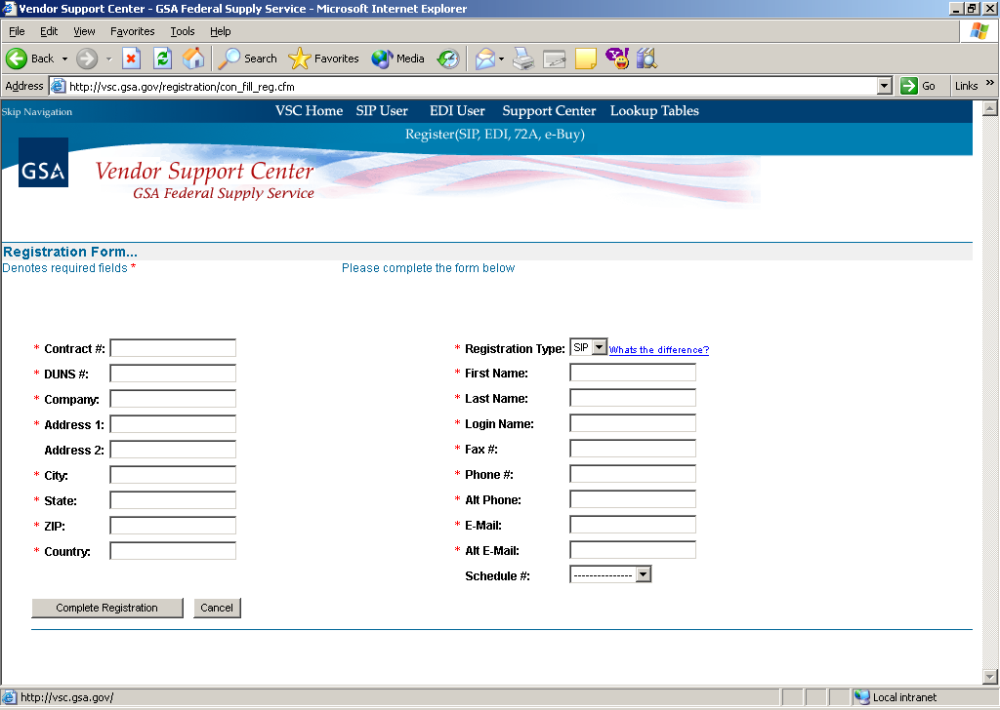 Vendor Support Center - GSA Federal Supply Service - Microsoft Internet Explorer
File Edit View Favorites Tools Help
Back Search Favorites Media
Address http://vsc.gsa.gov/registration/con_fill_reg.cfm Go Links »
Skip Navigation VSC Home SIP User EDI User Support Center Lookup Tables
Register(SIP, EDI, 72A, e-Buy)
GSA Vendor Support Center
GSA Federal Supply Service
Registration Form...
Denotes required fields * Please complete the form below
* Contract #: * Registration Type: SIP Whats the difference?
* DUNS #: * First Name:
* Company: * Last Name:
* Address 1: * Login Name:
Address 2: * Fax #:
* City: * Phone #:
* State: * Alt Phone:
* ZIP: * E-Mail:
* Country: * Alt E-Mail:
Schedule #: ---------------
Complete Registration Cancel
http://vsc.gsa.gov/ Local intranet